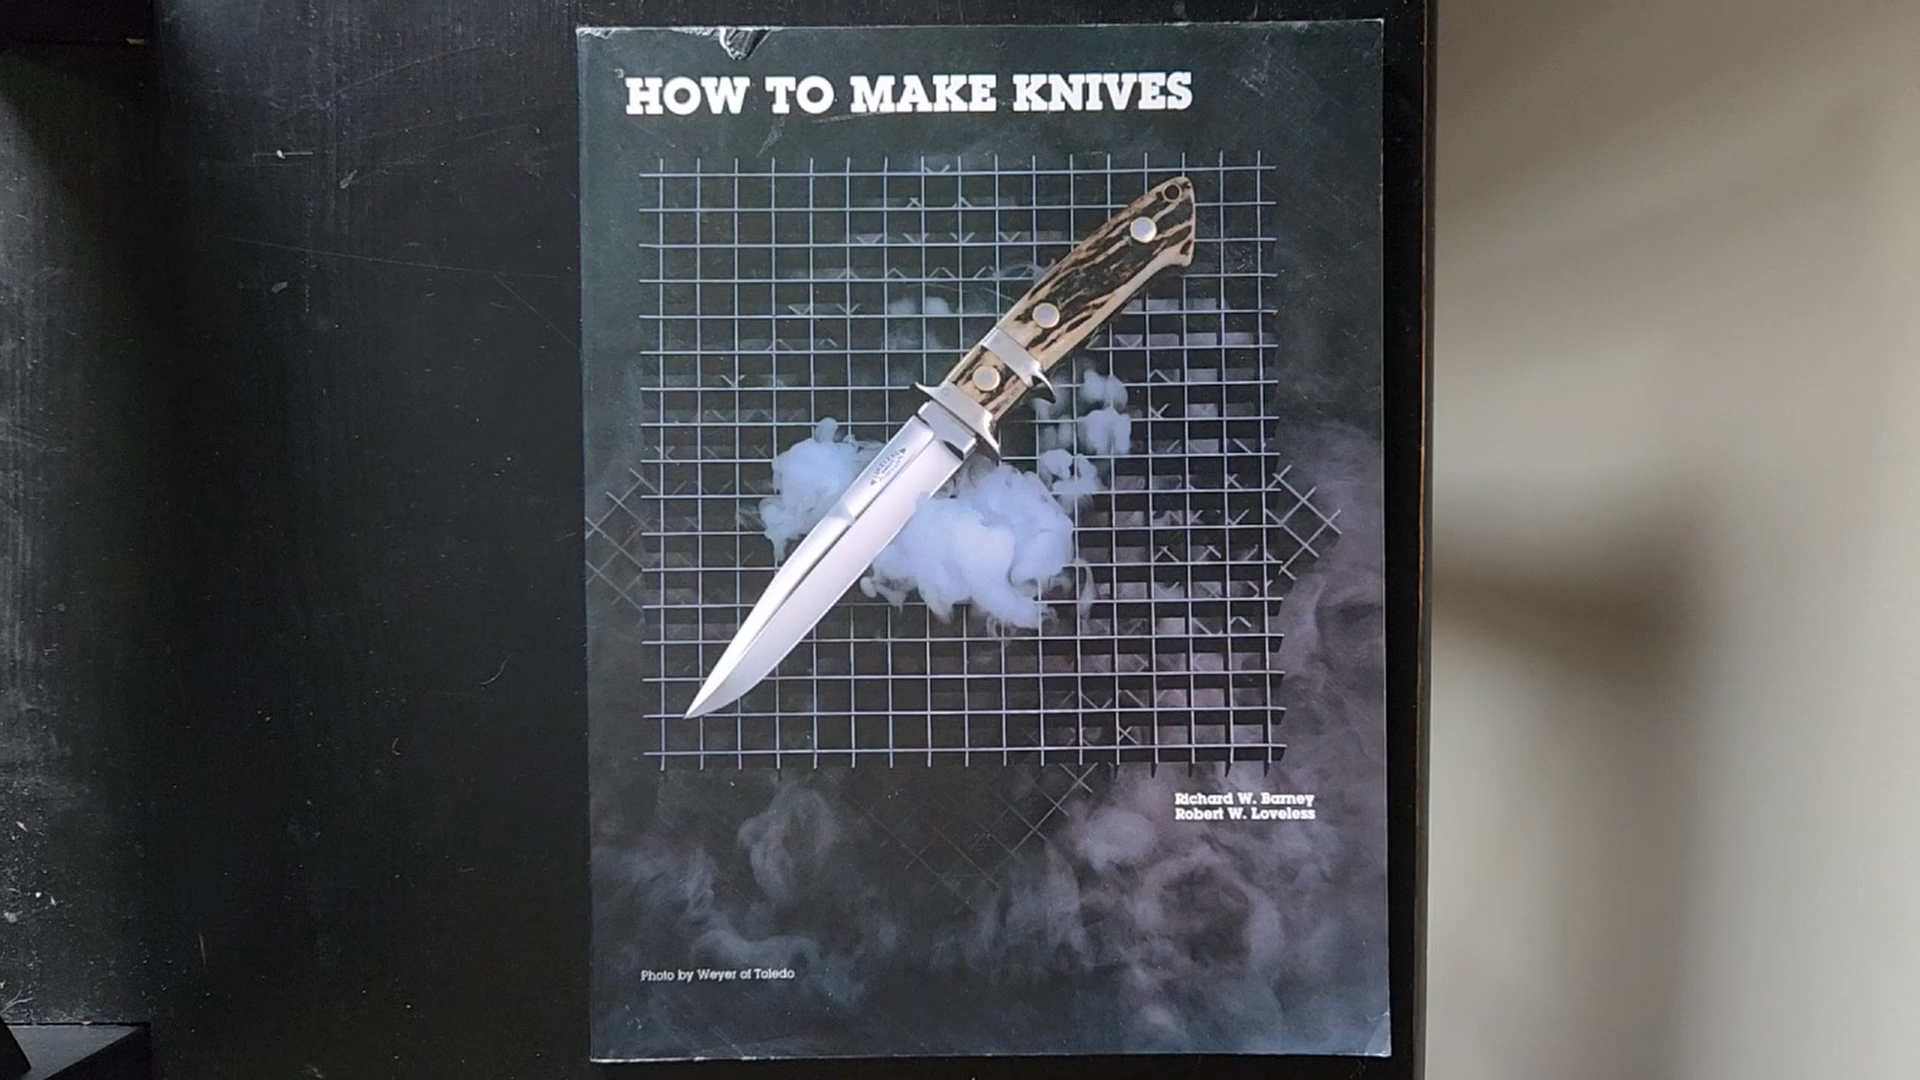 HOW TO MAKE KNIVES
Richard W. Barney
Robert W. Loveless
Photo by Weyer of Toledo